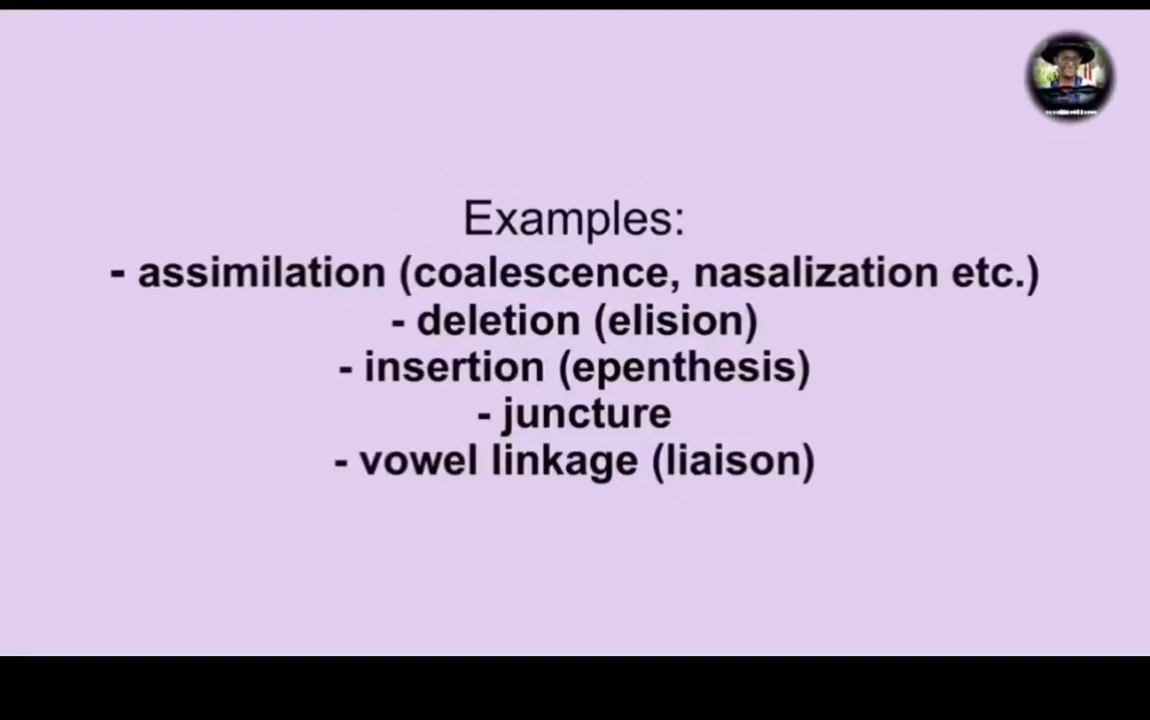 Examples:
- assimilation (coalescence, nasalization etc.)
- deletion (elision)
- insertion (epenthesis)
- juncture
- vowel linkage (liaison)